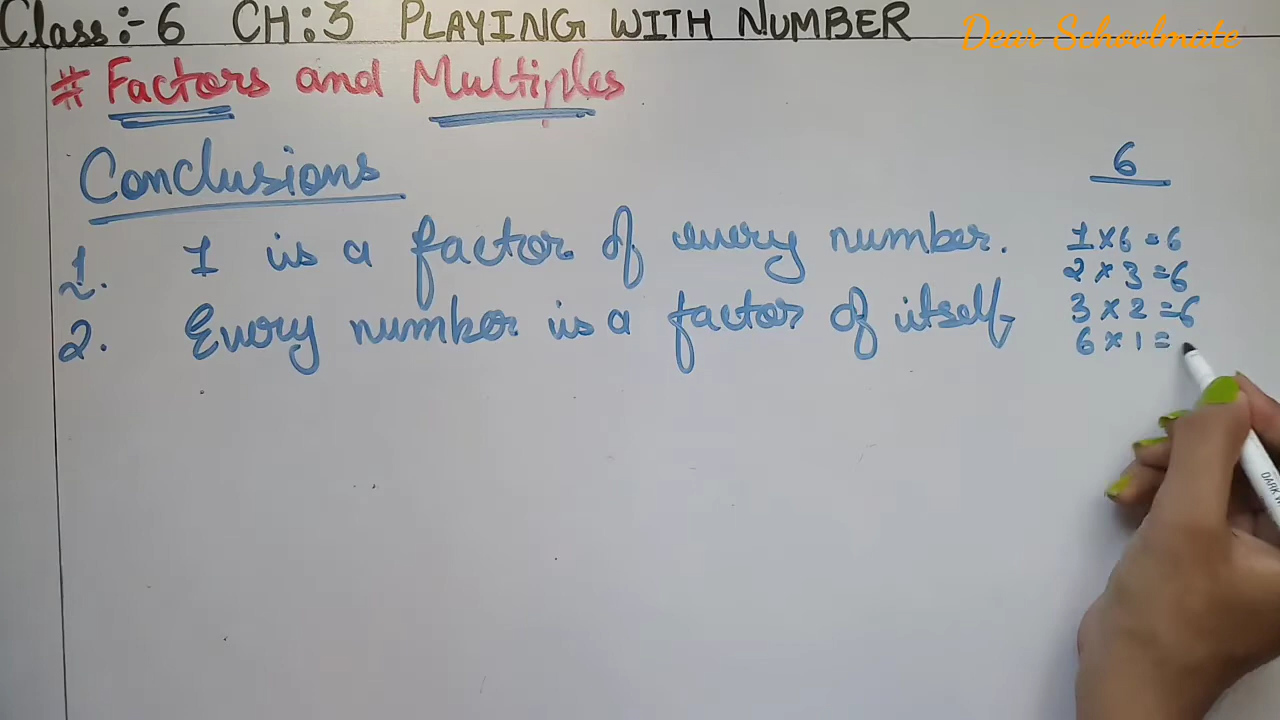 Class:- 6 CH:3 PLAYING WITH NUMBER
Dear Schoolmate
# Factors and Multiples
Conclusions
6
1. 1 is a factor of every number.
1 × 6 = 6
2 × 3 = 6
2. Every number is a factor of itself,
3 × 2 = 6
6 × 1 =
DARK